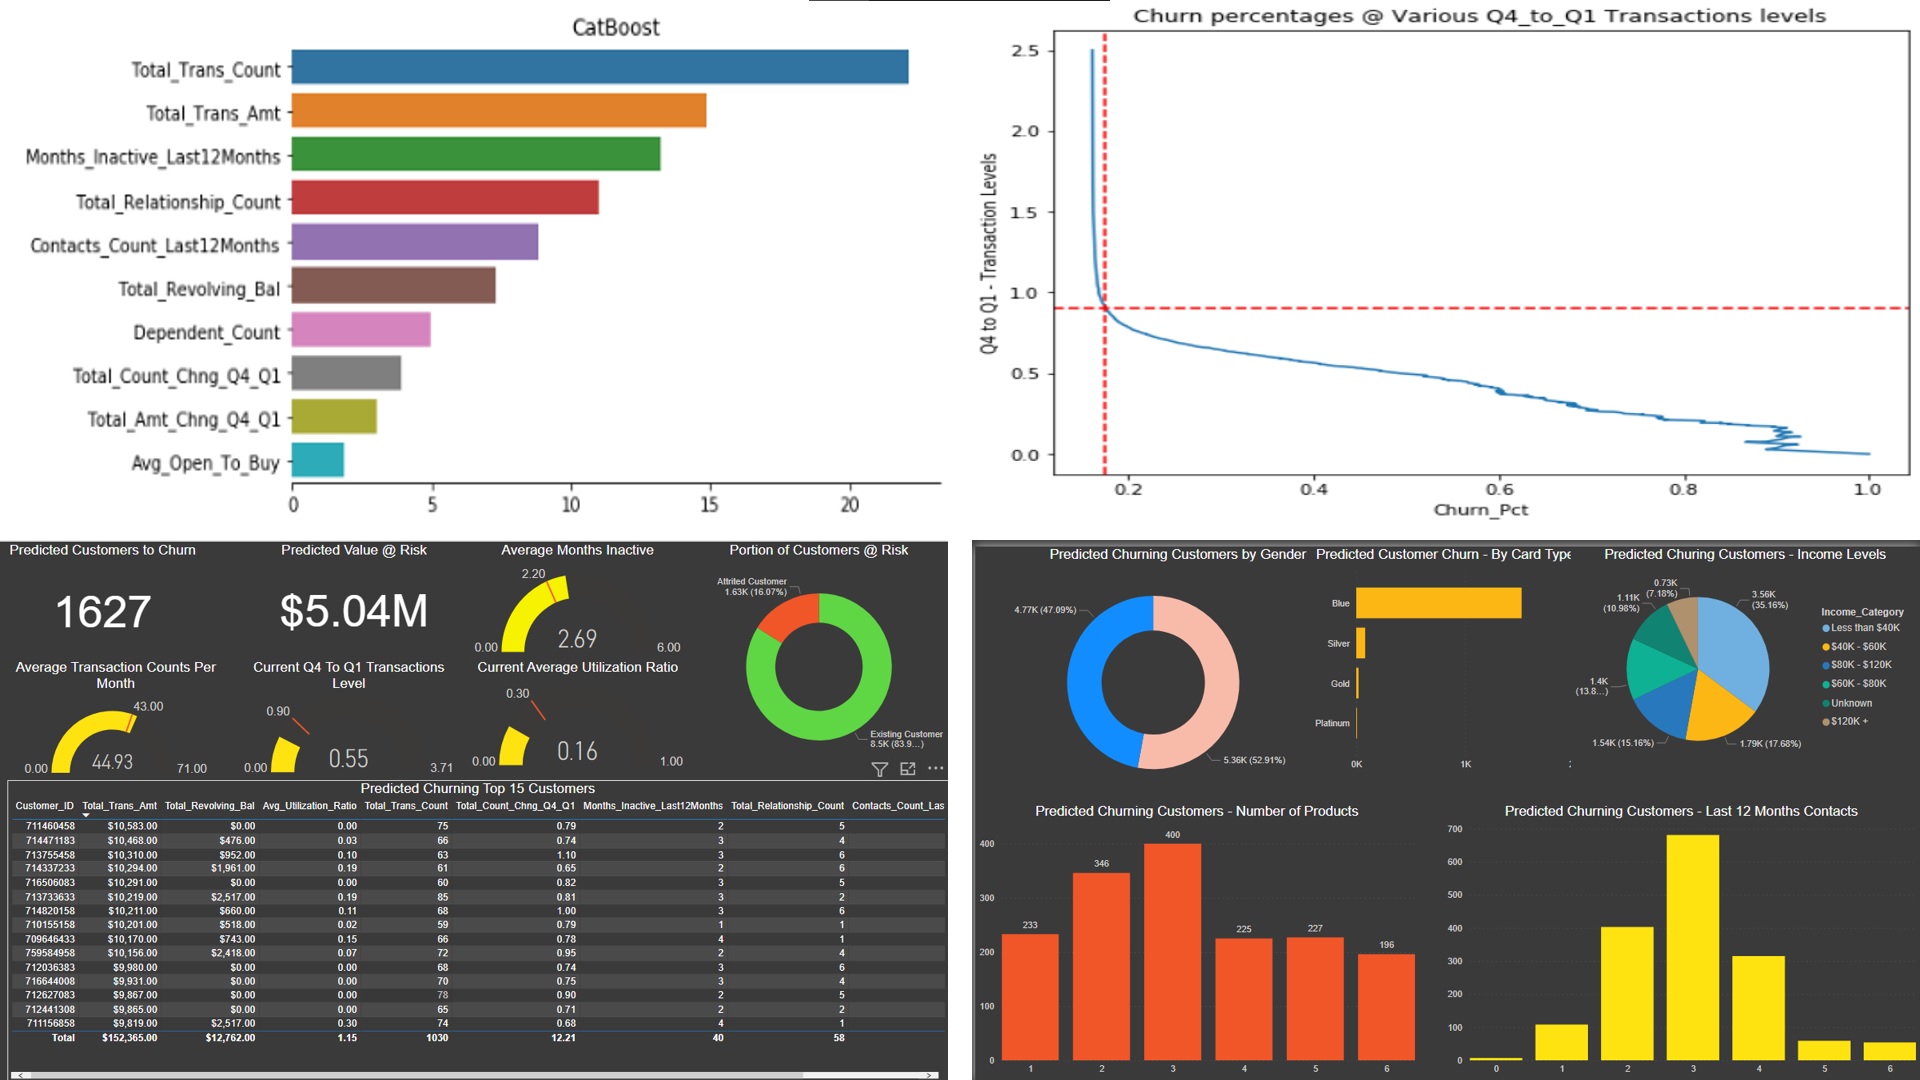 CatBoost
Total_Trans_Count
Total_Trans_Amt
Months_Inactive_Last12Months
Total_Relationship_Count
Contacts_Count_Last12Months
Total_Revolving_Bal
Dependent_Count
Total_Count_Chng_Q4_Q1
Total_Amt_Chng_Q4_Q1
Avg_Open_To_Buy
0 5 10 15 20
Churn percentages @ Various Q4_to_Q1 Transactions levels
Q4 to Q1 - Transaction Levels
2.5
2.0
1.5
1.0
0.5
0.0
0.2 0.4 0.6 0.8 1.0
Churn_Pct
Predicted Customers to Churn
1627
Predicted Value @ Risk
$5.04M
Average Months Inactive
2.20
0.00
2.69
6.00
Portion of Customers @ Risk
Attrited Customer
1.63K (16.07%)
Existing Customer
8.5K (83.9...)
Average Transaction Counts Per
Month
43.00
0.00
44.93
71.00
Current Q4 To Q1 Transactions
Level
0.90
0.00
0.55
3.71
Current Average Utilization Ratio
0.30
0.00
0.16
1.00
Predicted Churning Top 15 Customers
Customer_ID Total_Trans_Amt Total_Revolving_Bal Avg_Utilization_Ratio Total_Trans_Count Total_Count_Chng_Q4_Q1 Months_Inactive_Last12Months Total_Relationship_Count Contacts_Count_Las
711460458 $10,583.00 $0.00 0.00 75 0.79 2 5
714471183 $10,468.00 $476.00 0.03 66 0.74 3 4
713755458 $10,310.00 $952.00 0.10 63 1.10 3 6
714337233 $10,294.00 $1,961.00 0.19 61 0.65 2 6
716506083 $10,291.00 $0.00 0.00 60 0.82 3 5
713733633 $10,219.00 $2,517.00 0.19 85 0.81 3 2
714820158 $10,211.00 $660.00 0.11 68 1.00 3 6
710155158 $10,201.00 $518.00 0.02 59 0.79 1 1
709646433 $10,170.00 $743.00 0.15 66 0.78 4 1
759584958 $10,156.00 $2,418.00 0.07 72 0.95 2 4
712036383 $9,980.00 $0.00 0.00 68 0.74 3 6
716644008 $9,931.00 $0.00 0.00 70 0.75 3 4
712627083 $9,867.00 $0.00 0.00 78 0.90 2 5
712441308 $9,865.00 $0.00 0.00 65 0.71 2 2
711156858 $9,819.00 $2,517.00 0.30 74 0.68 4 1
Total $152,365.00 $12,762.00 1.15 1030 12.21 40 58
Predicted Churning Customers by Gender
4.77K (47.09%)
5.36K (52.91%)
Predicted Customer Churn - By Card Type
Blue
Silver
Gold
Platinum
0K 1K
Predicted Churing Customers - Income Levels
0.73K
(7.18%)
1.11K
(10.98%)
1.4K
(13.8...)
1.54K (15.16%)
1.79K (17.68%)
3.56K
(35.16%)
Income_Category
Less than $40K
$40K - $60K
$80K - $120K
$60K - $80K
Unknown
$120K +
Predicted Churning Customers - Number of Products
400
300
200
100
0
233 346 400 225 227 196
1 2 3 4 5 6
Predicted Churning Customers - Last 12 Months Contacts
700
600
500
400
300
200
100
0
0 1 2 3 4 5 6